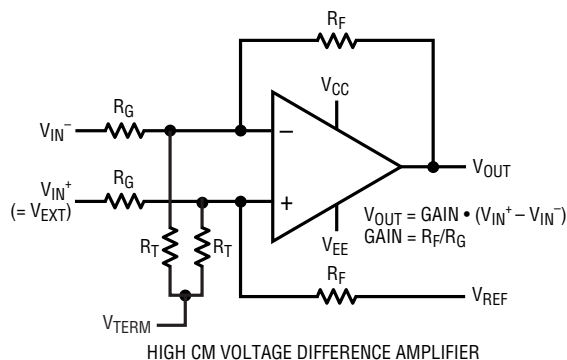 RF
VCC
RG
VIN–
–
VOUT
VIN+
(= VEXT)
RG
+
VOUT = GAIN • (VIN+ – VIN–)
GAIN = RF/RG
RT
RT
VEE
RF
VREF
VTERM
HIGH CM VOLTAGE DIFFERENCE AMPLIFIER